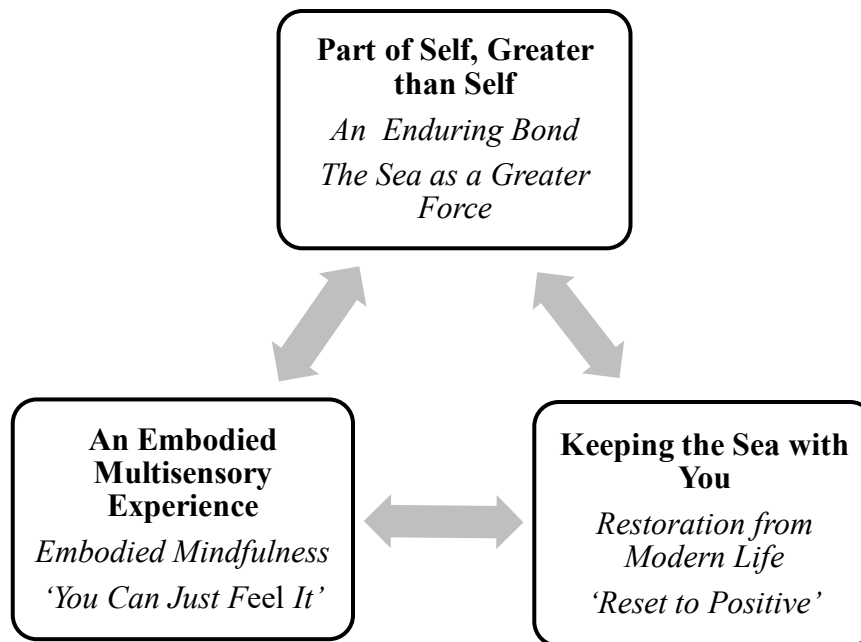 Part of Self, Greater
than Self
An Enduring Bond
The Sea as a Greater
Force
An Embodied
Multisensory
Experience
Embodied Mindfulness
‘You Can Just Feel It’
Keeping the Sea with
You
Restoration from
Modern Life
‘Reset to Positive’